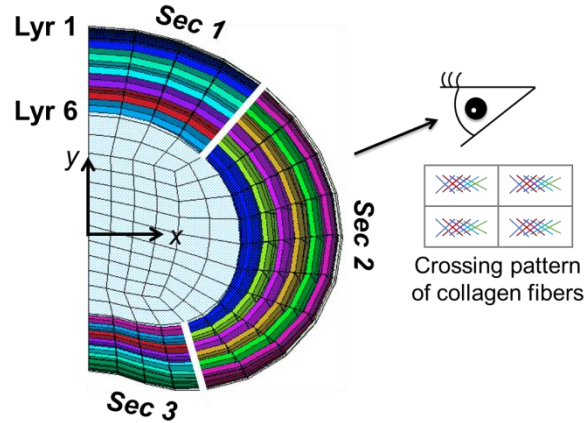 Lyr 1
Sec 1
Lyr 6
y
x
Sec 2
Sec 3
Crossing pattern
of collagen fibers